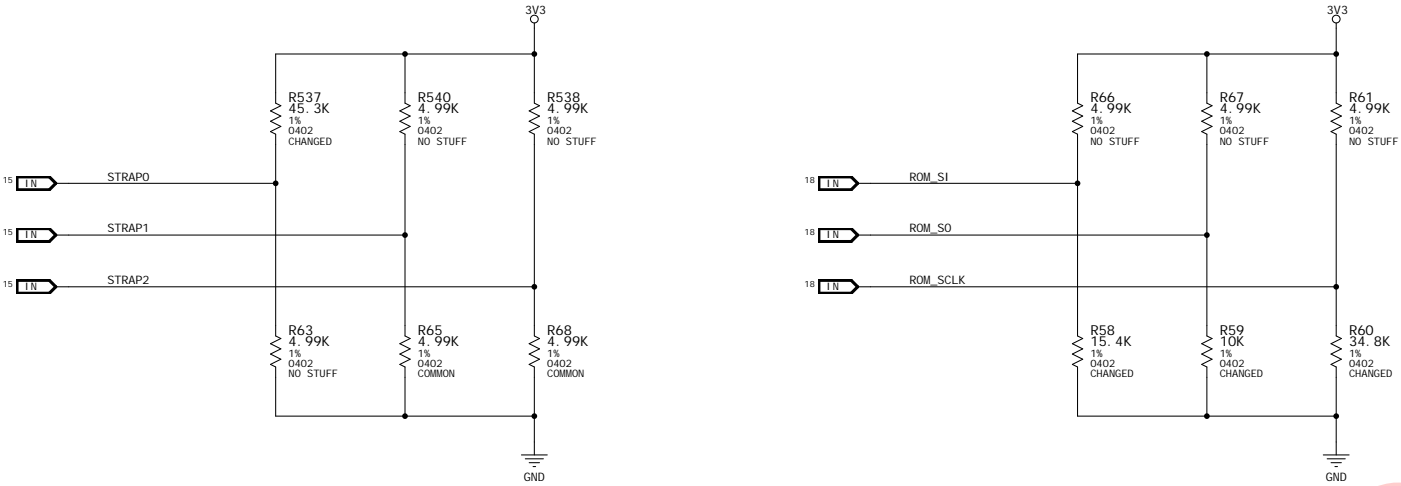 3V3
R537
45.3K
1%
0402
CHANGED
R540
4.99K
1%
0402
NO STUFF
R538
4.99K
1%
0402
NO STUFF
15 IN STRAP0
15 IN STRAP1
15 IN STRAP2
R63
4.99K
1%
0402
NO STUFF
R65
4.99K
1%
0402
COMMON
R68
4.99K
1%
0402
COMMON
GND
3V3
R66
4.99K
1%
0402
NO STUFF
R67
4.99K
1%
0402
NO STUFF
R61
4.99K
1%
0402
NO STUFF
18 IN ROM_SI
18 IN ROM_SO
18 IN ROM_SCLK
R58
15.4K
1%
0402
CHANGED
R59
10K
1%
0402
CHANGED
R60
34.8K
1%
0402
CHANGED
GND